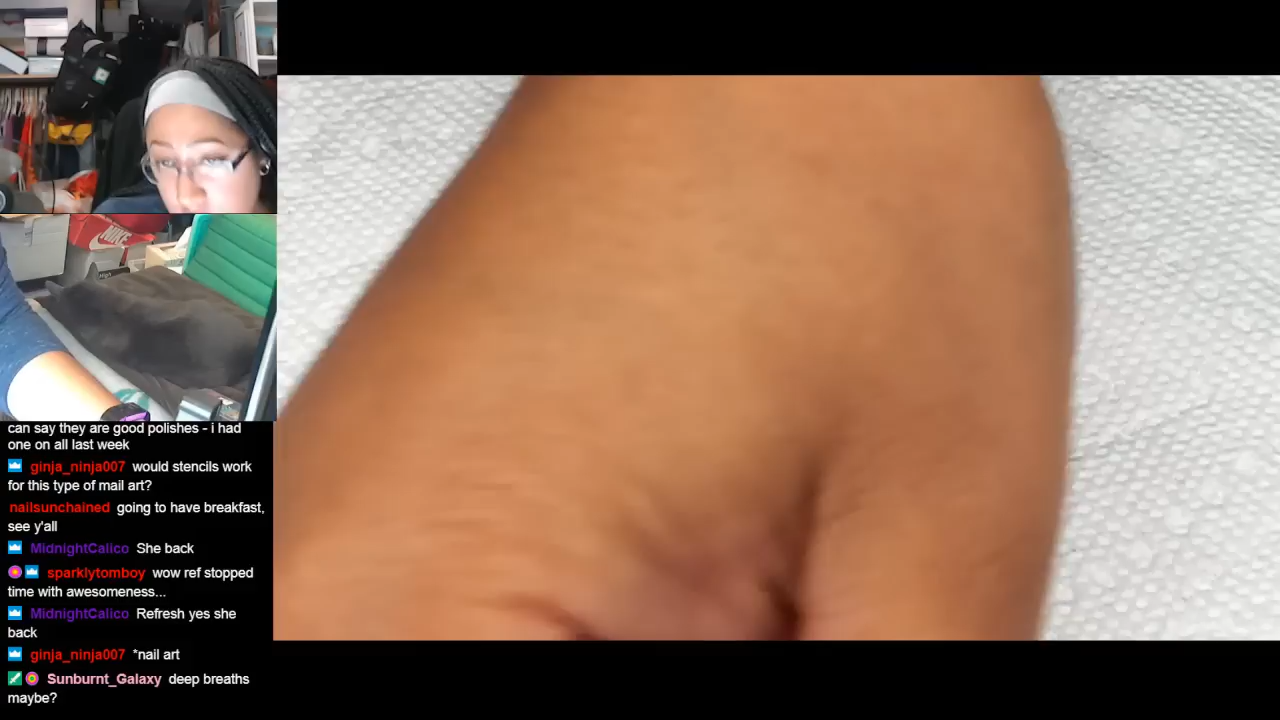 can say they are good polishes - i had
one on all last week
ginja_ninja007 would stencils work
for this type of mail art?
nailsunchained going to have breakfast,
see y'all
MidnightCalico She back
sparklytomboy wow ref stopped
time with awesomeness...
MidnightCalico Refresh yes she
back
ginja_ninja007 *nail art
Sunburnt_Galaxy deep breaths
maybe?